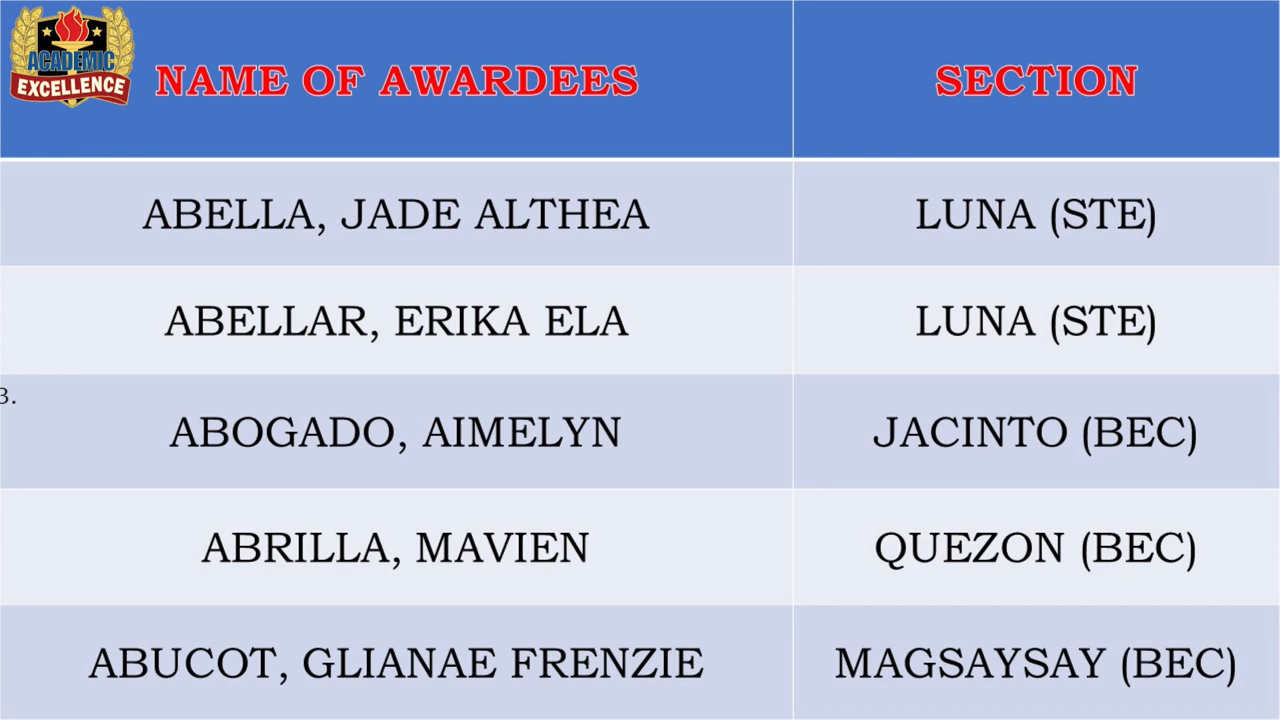 ACADEMIC
EXCELLENCE
NAME OF AWARDEES SECTION
ABELLA, JADE ALTHEA LUNA (STE)
ABELLAR, ERIKA ELA LUNA (STE)
3.
ABOGADO, AIMELYN JACINTO (BEC)
ABRILLA, MAVIEN QUEZON (BEC)
ABUCOT, GLIANAE FRENZIE MAGSAYSAY (BEC)